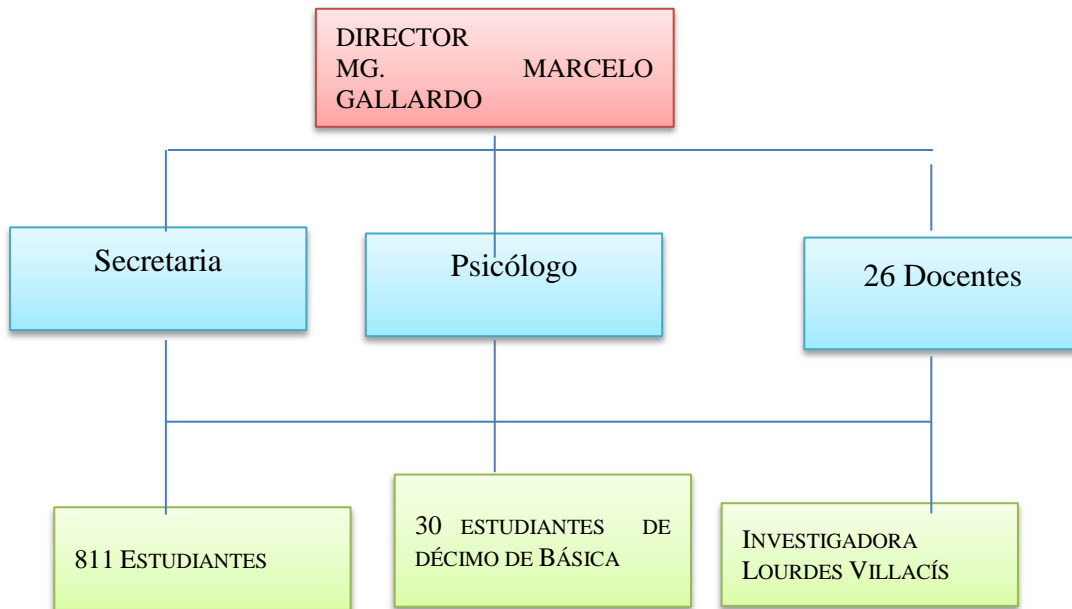 DIRECTOR
MG. MARCELO
GALLARDO
Secretaria
Psicólogo
26 Docentes
811 ESTUDIANTES
30 ESTUDIANTES DE
DÉCIMO DE BÁSICA
INVESTIGADORA
LOURDES VILLACÍS